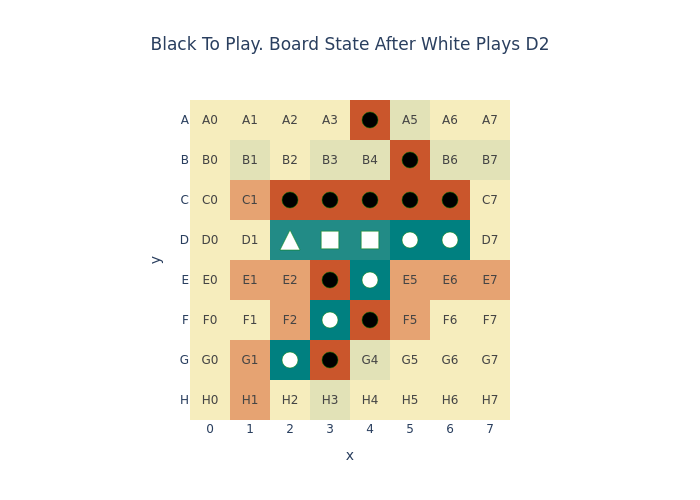 Black To Play. Board State After White Plays D2
A A0 A1 A2 A3 A5 A6 A7
B B0 B1 B2 B3 B4 B6 B7
C C0 C1 C7
D D0 D1 D7
y
E E0 E1 E2 E5 E6 E7
F F0 F1 F2 F5 F6 F7
G G0 G1 G4 G5 G6 G7
H H0 H1 H2 H3 H4 H5 H6 H7
0 1 2 3 4 5 6 7
x